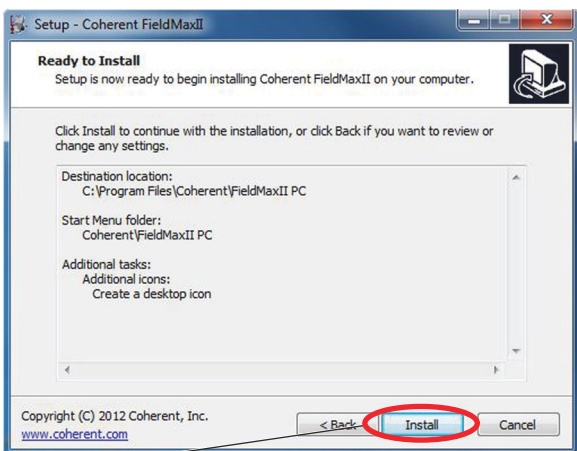 Setup - Coherent FieldMaxII
Ready to Install
Setup is now ready to begin installing Coherent FieldMaxII on your computer.
Click Install to continue with the installation, or click Back if you want to review or
change any settings.
Destination location:
C:\Program Files\Coherent\FieldMaxII PC
Start Menu folder:
Coherent\FieldMaxII PC
Additional tasks:
Additional icons:
Create a desktop icon
Copyright (C) 2012 Coherent, Inc.
www.coherent.com
< Back
Install
Cancel